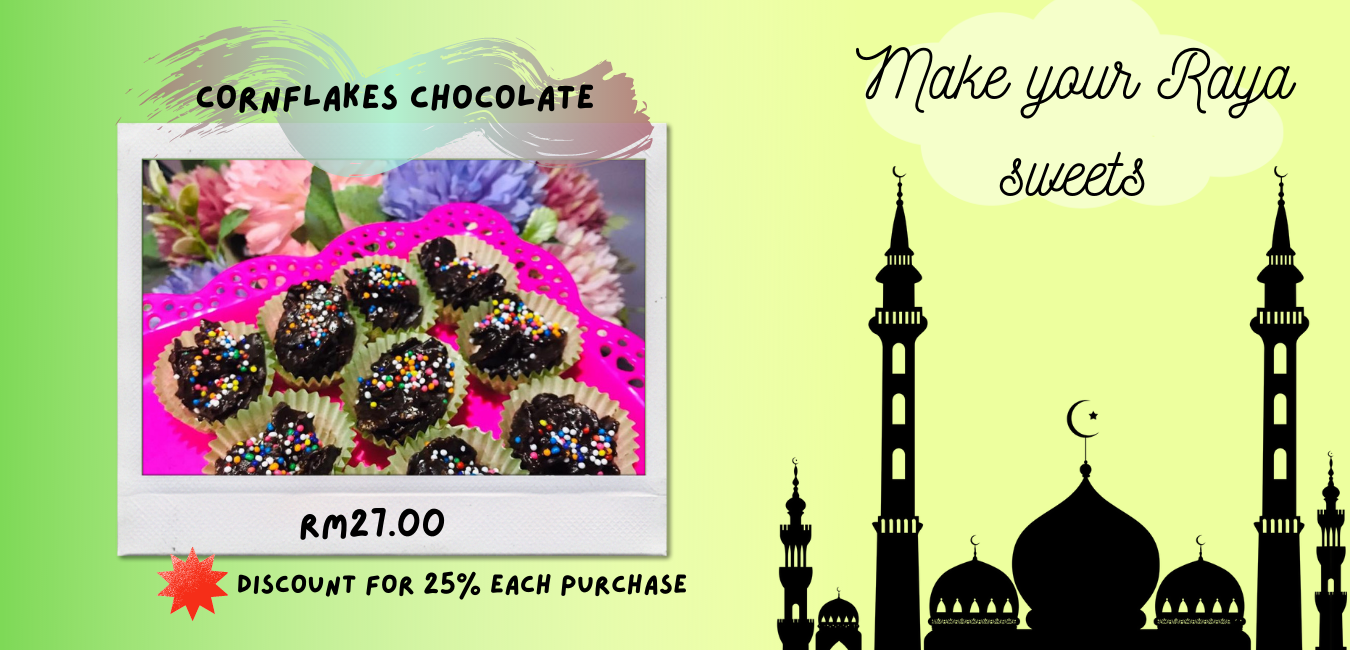 CORNFLAKES CHOCOLATE
RM27.00
DISCOUNT FOR 25% EACH PURCHASE
Make your Raya
sweets